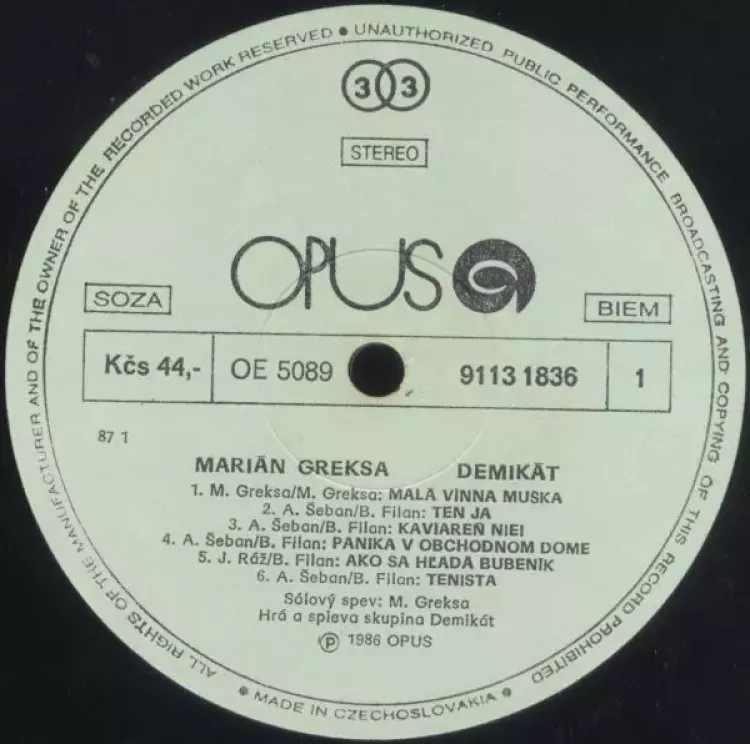 ALL RIGHTS OF THE MANUFACTURER AND OF THE OWNER OF THE RECORDED WORK RESERVED • UNAUTHORIZED PUBLIC PERFORMANCE BROADCASTING AND COPYING OF THIS RECORD PROHIBITED
33
STEREO
OPUS
SOZA
BIEM
Kčs 44,- OE 5089 9113 1836 1
87 1
MARIÁN GREKSA DEMIKÁT
1. M. Greksa/M. Greksa: MALÁ VÍNNA MUŠKA
2. A. Šeban/B. Filan: TEN JA
3. A. Šeban/B. Filan: KAVIAREŇ NIE!
4. A. Šeban/B. Filan: PANIKA V OBCHODNOM DOME
5. J. Ráž/B. Filan: AKO SA HĽADÁ BUBENÍK
6. A. Šeban/B. Filan: TENISTA
Sólový spev: M. Greksa
Hrá a spieva skupina Demikát
Ⓟ 1986 OPUS
• MADE IN CZECHOSLOVAKIA •